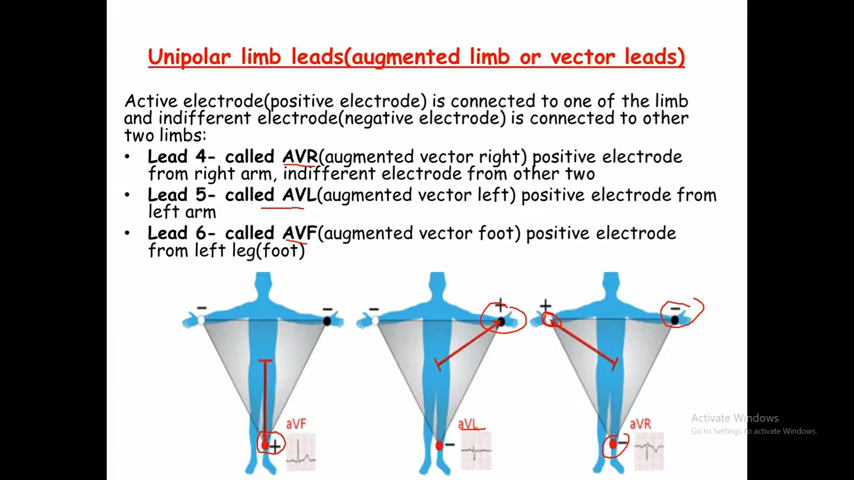 Unipolar limb leads(augmented limb or vector leads)
Active electrode(positive electrode) is connected to one of the limb
and indifferent electrode(negative electrode) is connected to other
two limbs:
• Lead 4- called AVR(augmented vector right) positive electrode
from right arm, indifferent electrode from other two
• Lead 5- called AVL(augmented vector left) positive electrode from
left arm
• Lead 6- called AVF(augmented vector foot) positive electrode
from left leg(foot)
− − − + + −
aVF aVL aVR
+ − −
Activate Windows
Go to Settings to activate Windows.